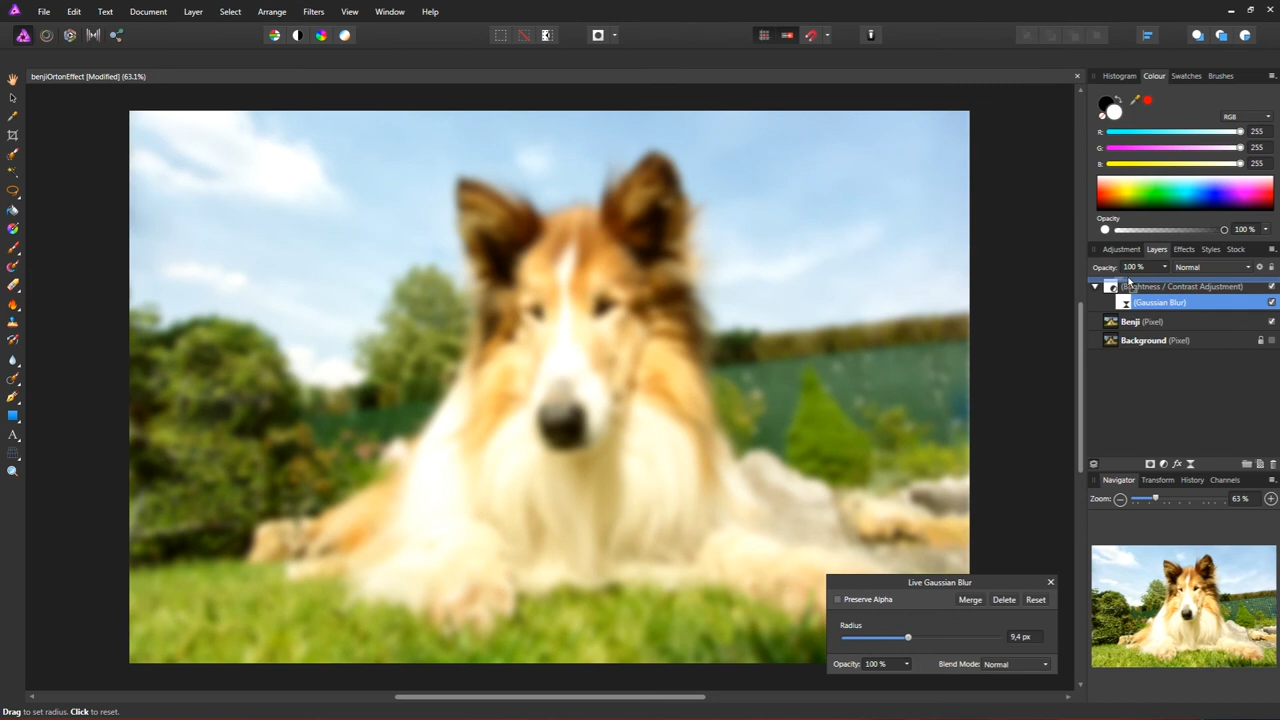 File Edit Text Document Layer Select Arrange Filters View Window Help
benjiOrtonEffect [Modified] (63.1%)
Histogram Colour Swatches Brushes
RGB
R: 255
G: 255
B: 255
Opacity
100 %
Adjustment Layers Effects Styles Stock
Opacity: 100 % Normal
(Brightness / Contrast Adjustment)
(Gaussian Blur)
Benji (Pixel)
Background (Pixel)
fx
Navigator Transform History Channels
Zoom: 63 %
Live Gaussian Blur
Preserve Alpha Merge Delete Reset
Radius
9,4 px
Opacity: 100 % Blend Mode: Normal
Drag to set radius. Click to reset.